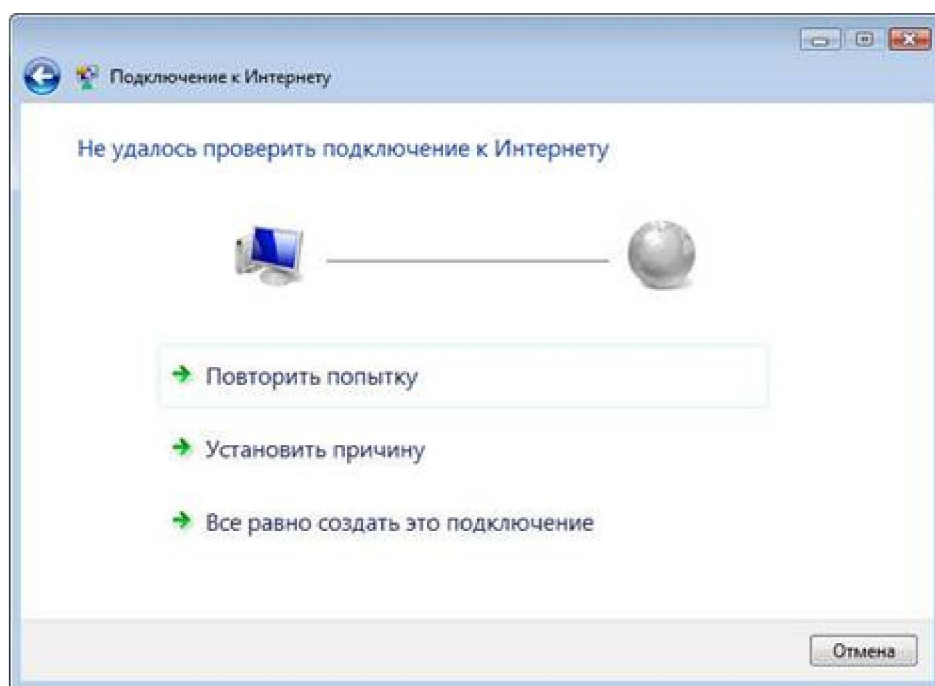 Подключение к Интернету
Не удалось проверить подключение к Интернету
Повторить попытку
Установить причину
Все равно создать это подключение
Отмена